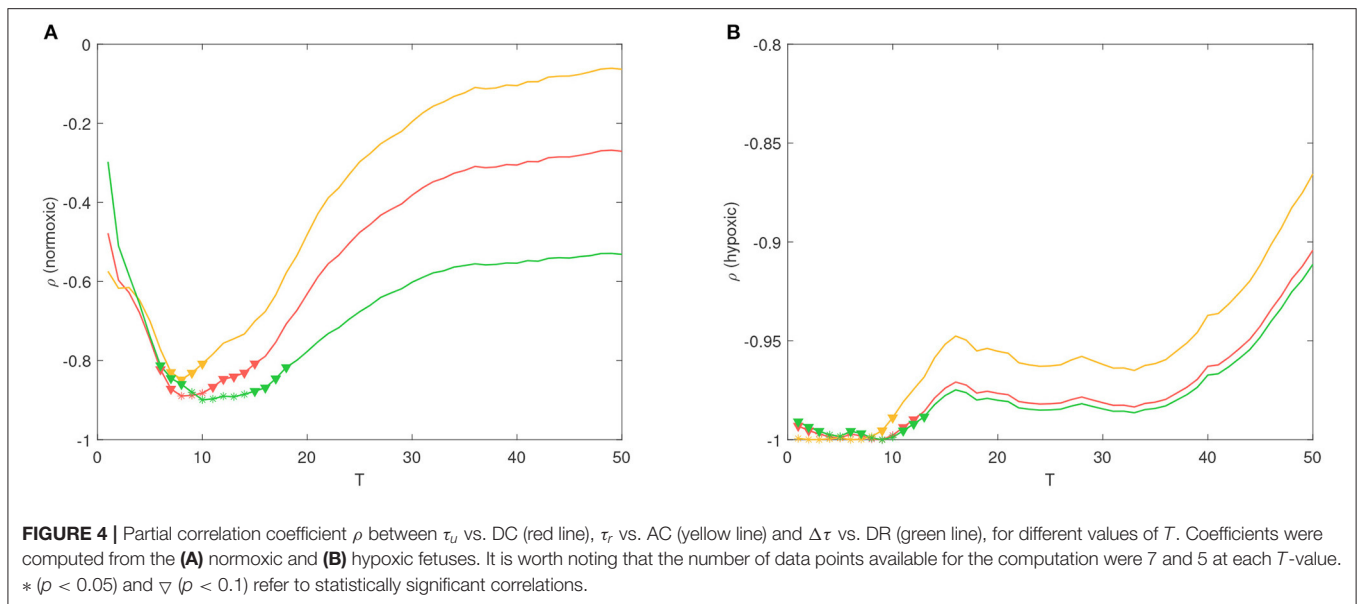 A
B
0
-0.2
-0.4
-0.6
-0.8
-1
ρ (normoxic)
0 10 20 30 40 50
T
-0.8
-0.85
-0.9
-0.95
-1
ρ (hypoxic)
0 10 20 30 40 50
T
FIGURE 4 | Partial correlation coefficient ρ between τu vs. DC (red line), τr vs. AC (yellow line) and Δτ vs. DR (green line), for different values of T. Coefficients were
computed from the (A) normoxic and (B) hypoxic fetuses. It is worth noting that the number of data points available for the computation were 7 and 5 at each T-value.
* (p < 0.05) and ▽ (p < 0.1) refer to statistically significant correlations.